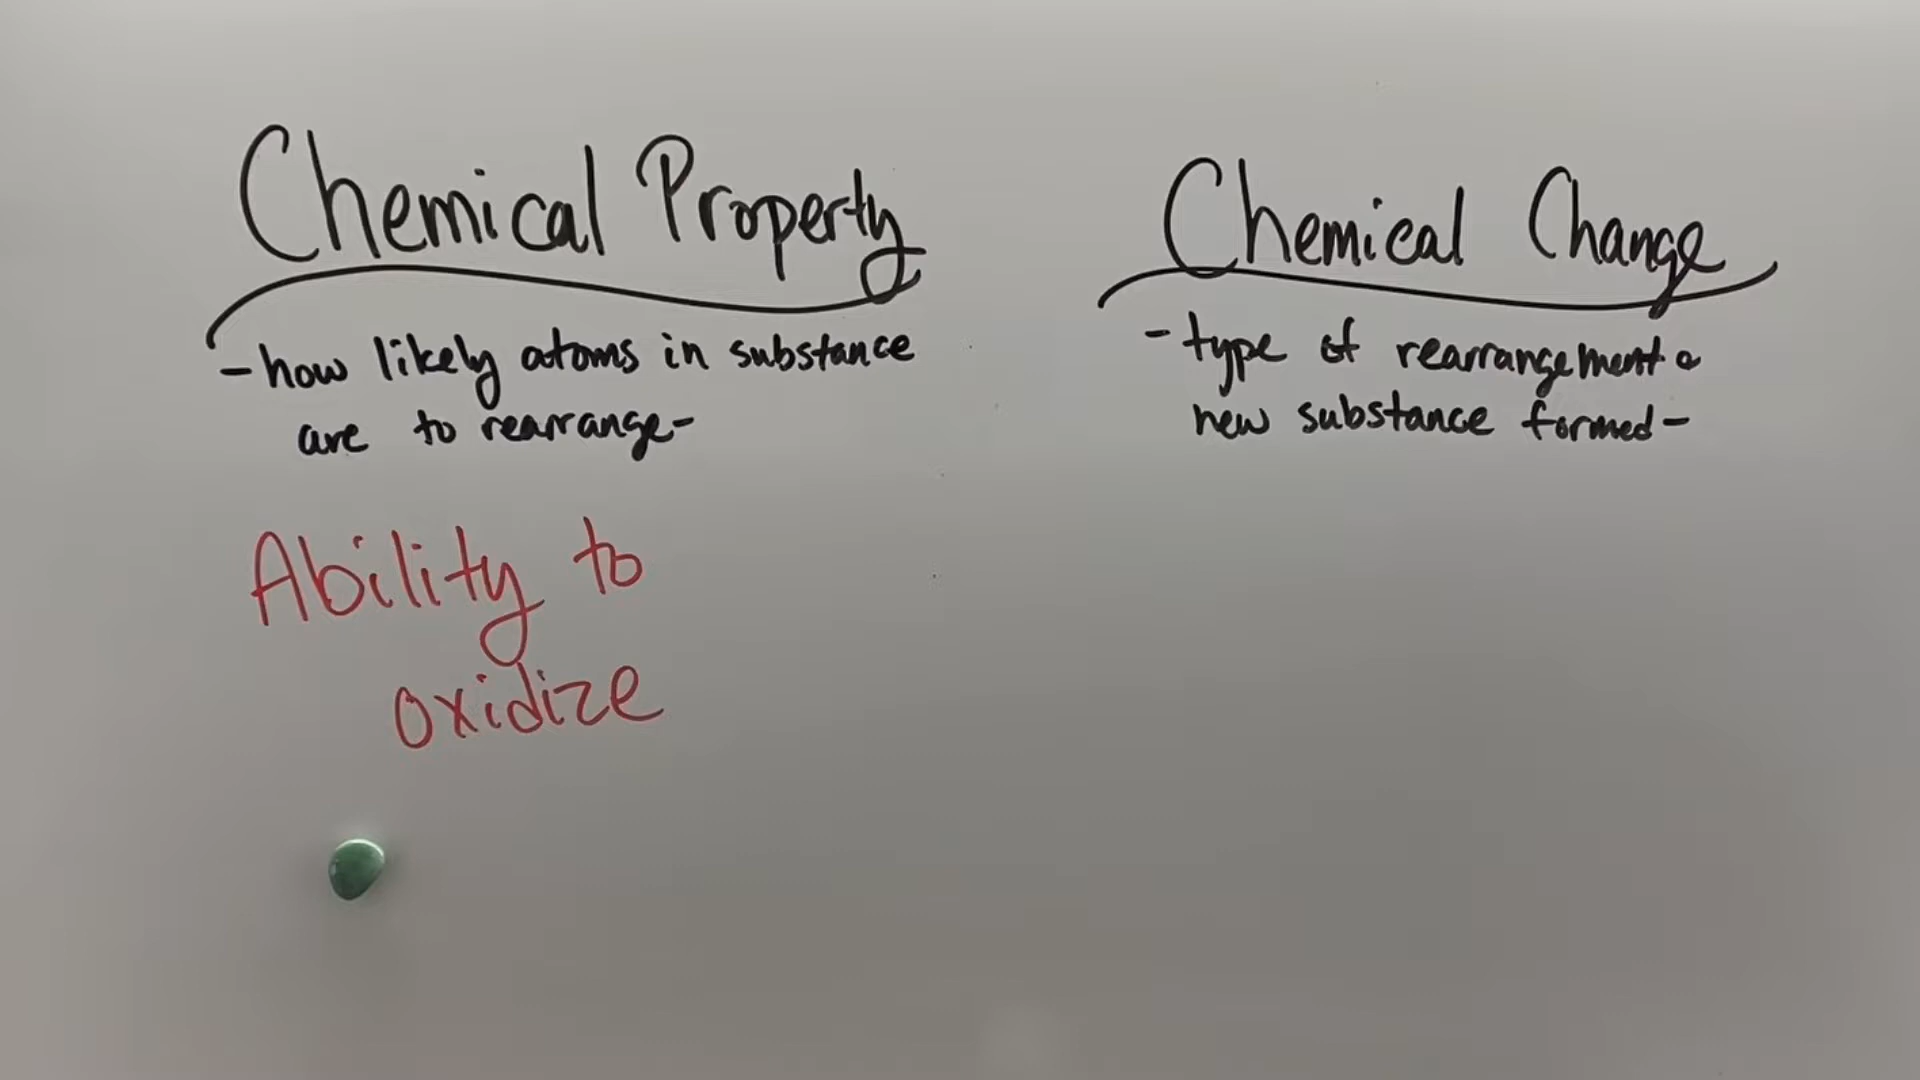 Chemical Property
-how likely atoms in substance
are to rearrange-
Ability to
oxidize
Chemical Change
-type of rearrangement
new substance formed-